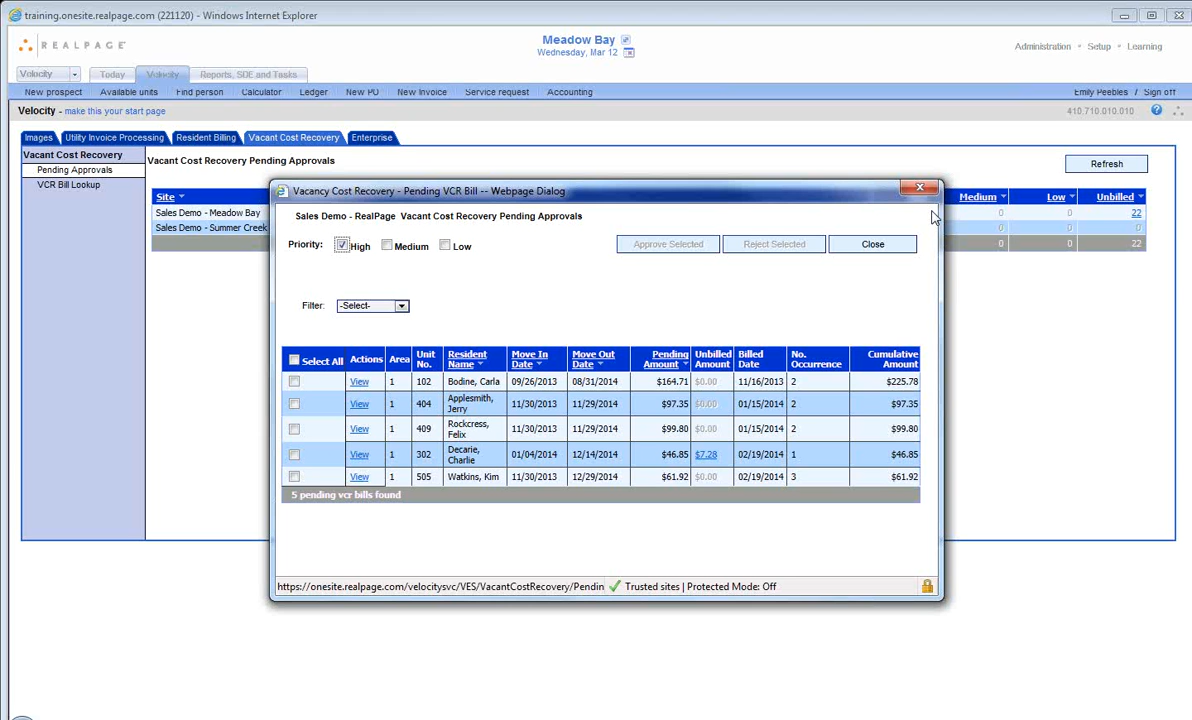 training.onesite.realpage.com (221120) - Windows Internet Explorer
REALPAGE
Meadow Bay
Wednesday, Mar 12
Administration • Setup • Learning
Velocity Today Velocity Reports, SDE and Tasks
New prospect Available units Find person Calculator Ledger New PO New Invoice Service request Accounting Emily Peebles / Sign off
Velocity - make this your start page 410.710.010.010
Images Utility Invoice Processing Resident Billing Vacant Cost Recovery Enterprise
Vacant Cost Recovery
Pending Approvals
VCR Bill Lookup
Vacant Cost Recovery Pending Approvals
Refresh
Site Medium Low Unbilled
Sales Demo - Meadow Bay 0 0 22
Sales Demo - Summer Creek 0 0 0
0 0 22
Vacancy Cost Recovery - Pending VCR Bill -- Webpage Dialog
Sales Demo - RealPage Vacant Cost Recovery Pending Approvals
Priority: High Medium Low Approve Selected Reject Selected Close
Filter: -Select-
Select All Actions Area Unit No. Resident Name Move In Date Move Out Date Pending Amount Unbilled Amount Billed Date No. Occurrence Cumulative Amount
View 1 102 Bodine, Carla 09/26/2013 08/31/2014 $164.71 $0.00 11/16/2013 2 $225.78
View 1 404 Applesmith, Jerry 11/30/2013 11/29/2014 $97.35 $0.00 01/15/2014 2 $97.35
View 1 409 Rockcress, Felix 11/30/2013 11/29/2014 $99.80 $0.00 01/15/2014 2 $99.80
View 1 302 Decarie, Charlie 01/04/2014 12/14/2014 $46.85 $7.28 02/19/2014 1 $46.85
View 1 505 Watkins, Kim 11/30/2013 12/29/2014 $61.92 $0.00 02/19/2014 3 $61.92
5 pending vcr bills found
https://onesite.realpage.com/velocitysvc/VES/VacantCostRecovery/Pendin Trusted sites | Protected Mode: Off